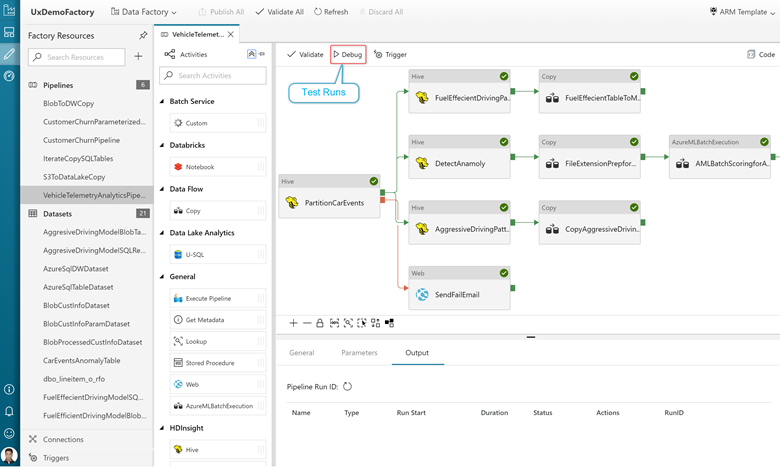 UxDemoFactory
Data Factory
Publish All
Validate All
Refresh
Discard All
ARM Template
Factory Resources
Search Resources
Pipelines
6
BlobToDWCopy
CustomerChurnParameterized...
CustomerChurnPipeline
IterateCopySQLTables
S3ToDataLakeCopy
VehicleTelemetryAnalyticsPipe...
Datasets
21
AggresiveDrivingModelBlobTa...
AggresiveDrivingModelSQLRe...
AzureSqlDWDataset
AzureSqlTableDataset
BlobCustInfoDataset
BlobCustInfoParamDataset
BlobProcessedCustInfoDataset
CarEventsAnomalyTable
dbo_lineitem_o_rfo
FuelEffecientDrivingModelSQ...
FuelEfficientDrivingModelBlob...
Connections
Triggers
VehicleTelemet...
Activities
Search Activities
Batch Service
Custom
Databricks
Notebook
Data Flow
Copy
Data Lake Analytics
U-SQL
General
Execute Pipeline
Get Metadata
Lookup
Stored Procedure
Web
AzureMLBatchExecution
HDInsight
Hive
Validate
Debug
Trigger
Code
Test Runs
Hive
PartitionCarEvents
Hive
FuelEffecientDrivingPa...
Copy
FuelEffecientTableToM...
Hive
DetectAnamoly
Copy
FileExtensionPrepfor...
AzureMLBatchExecution
AMLBatchScoringforA...
Hive
AggressiveDrivingPatt...
Copy
CopyAggressiveDrivin...
Web
SendFailEmail
General
Parameters
Output
Pipeline Run ID:
Name
Type
Run Start
Duration
Status
Actions
RunID